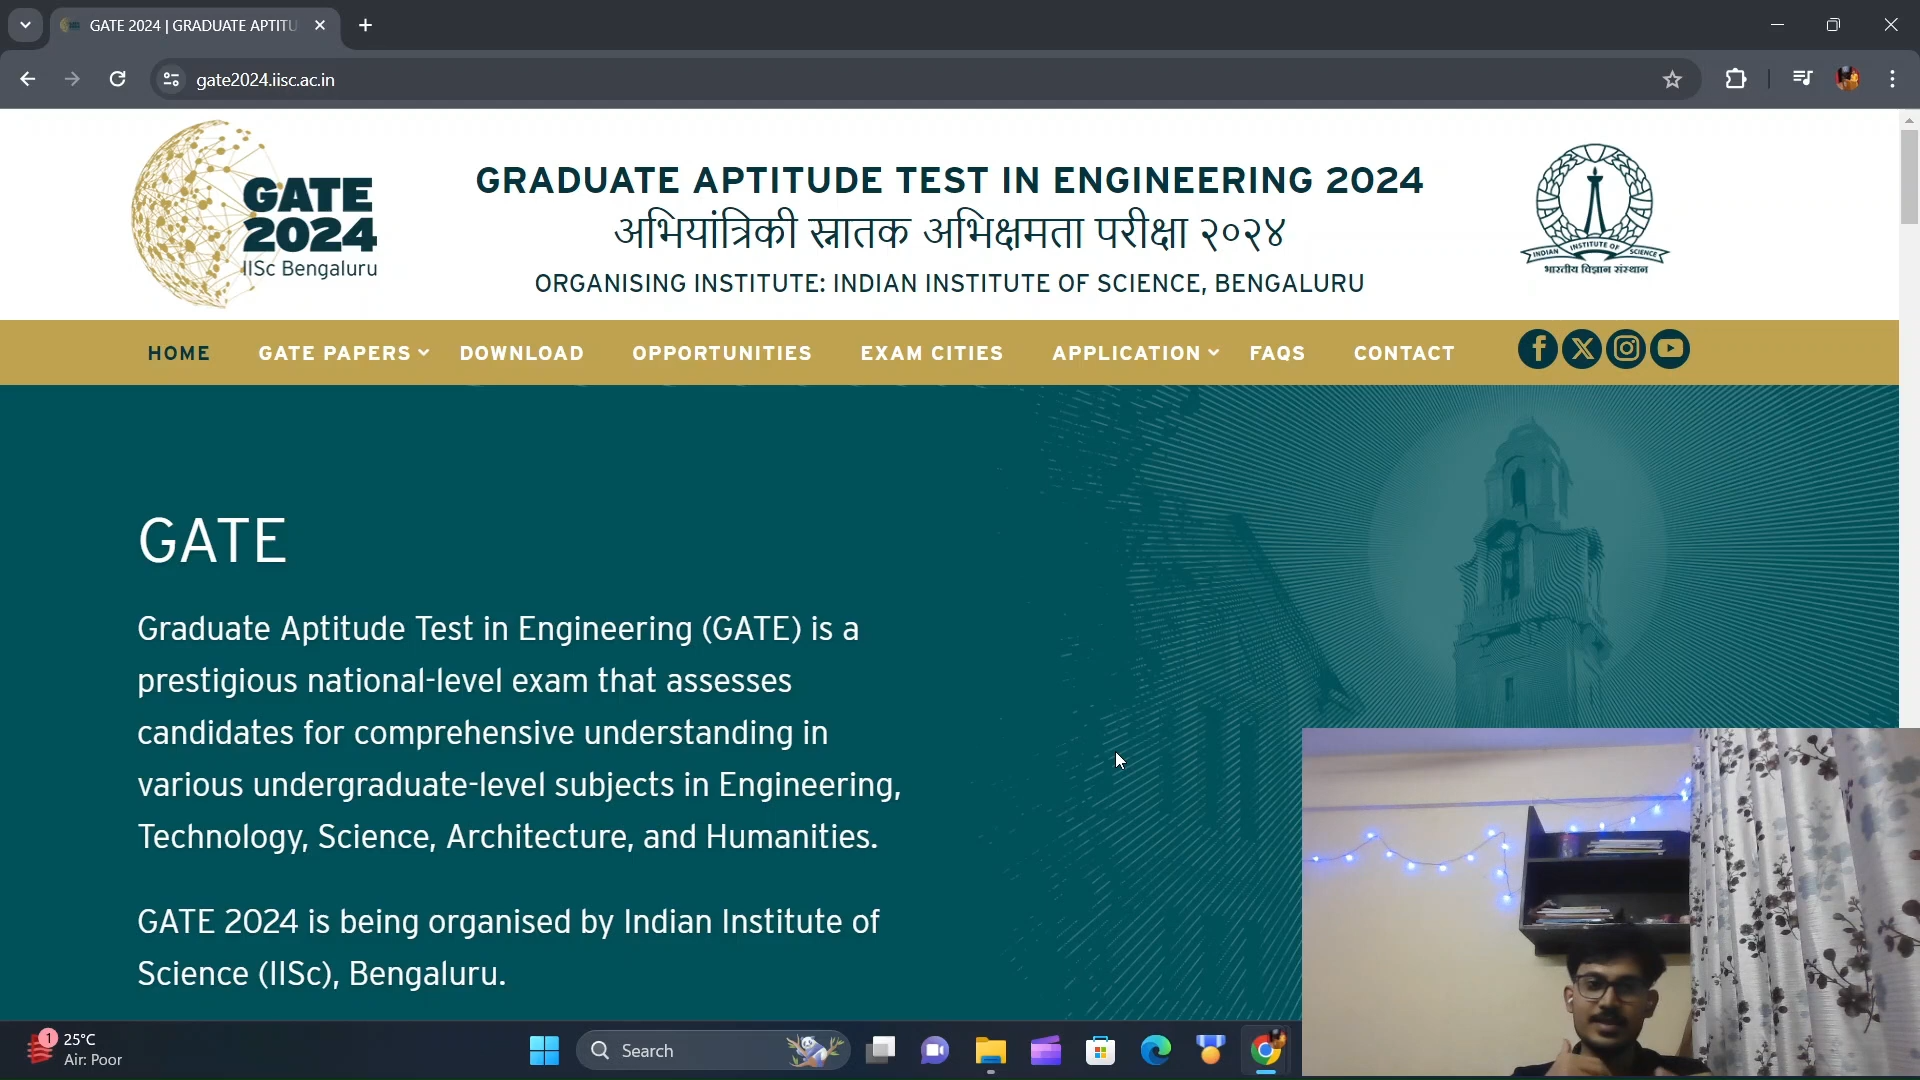 GATE 2024 | GRADUATE APTITU
gate2024.iisc.ac.in
GATE
2024
IISc Bengaluru
GRADUATE APTITUDE TEST IN ENGINEERING 2024
अभियांत्रिकी स्नातक अभिक्षमता परीक्षा २०२४
ORGANISING INSTITUTE: INDIAN INSTITUTE OF SCIENCE, BENGALURU
INDIAN INSTITUTE OF SCIENCE
भारतीय विज्ञान संस्थान
HOME GATE PAPERS DOWNLOAD OPPORTUNITIES EXAM CITIES APPLICATION FAQS CONTACT
GATE
Graduate Aptitude Test in Engineering (GATE) is a
prestigious national-level exam that assesses
candidates for comprehensive understanding in
various undergraduate-level subjects in Engineering,
Technology, Science, Architecture, and Humanities.
GATE 2024 is being organised by Indian Institute of
Science (IISc), Bengaluru.
1
25°C
Air: Poor
Search